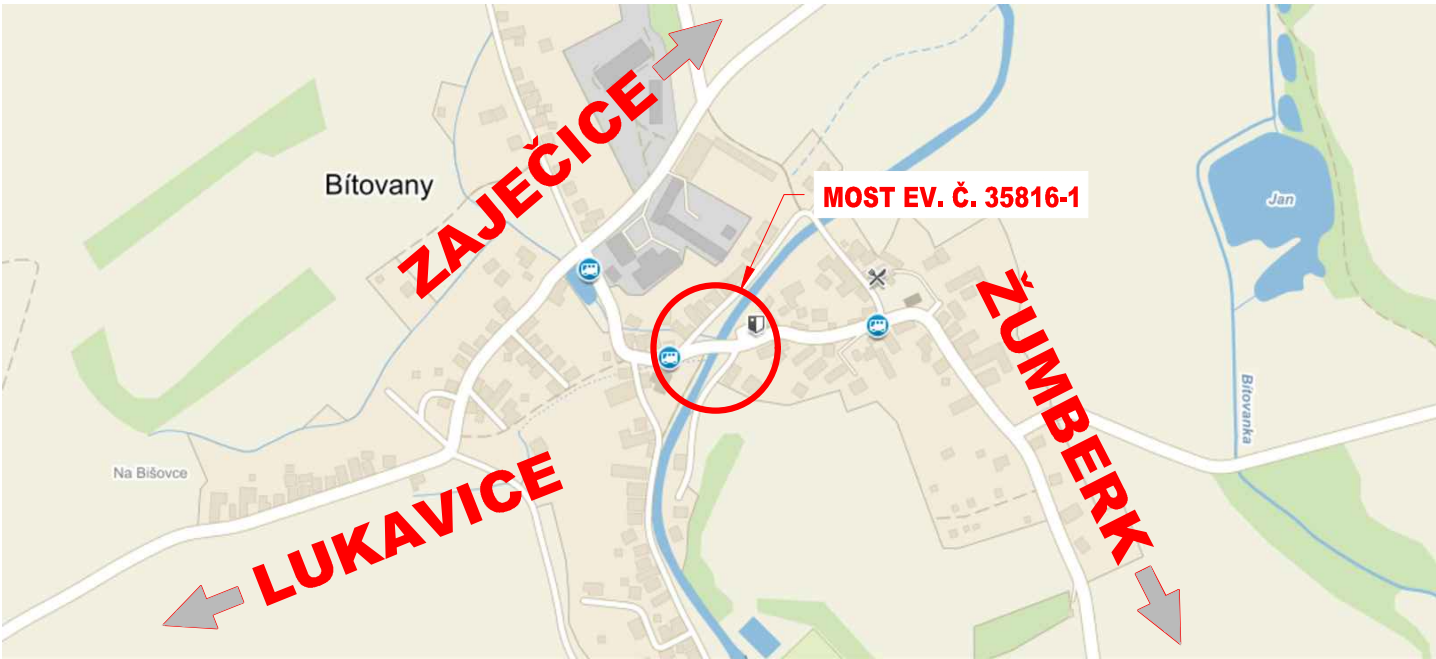 ZAJEČICE
Bítovany
MOST EV. Č. 35816-1
Jan
ŽUMBERK
Bítovanka
Na Bišovce
LUKAVICE